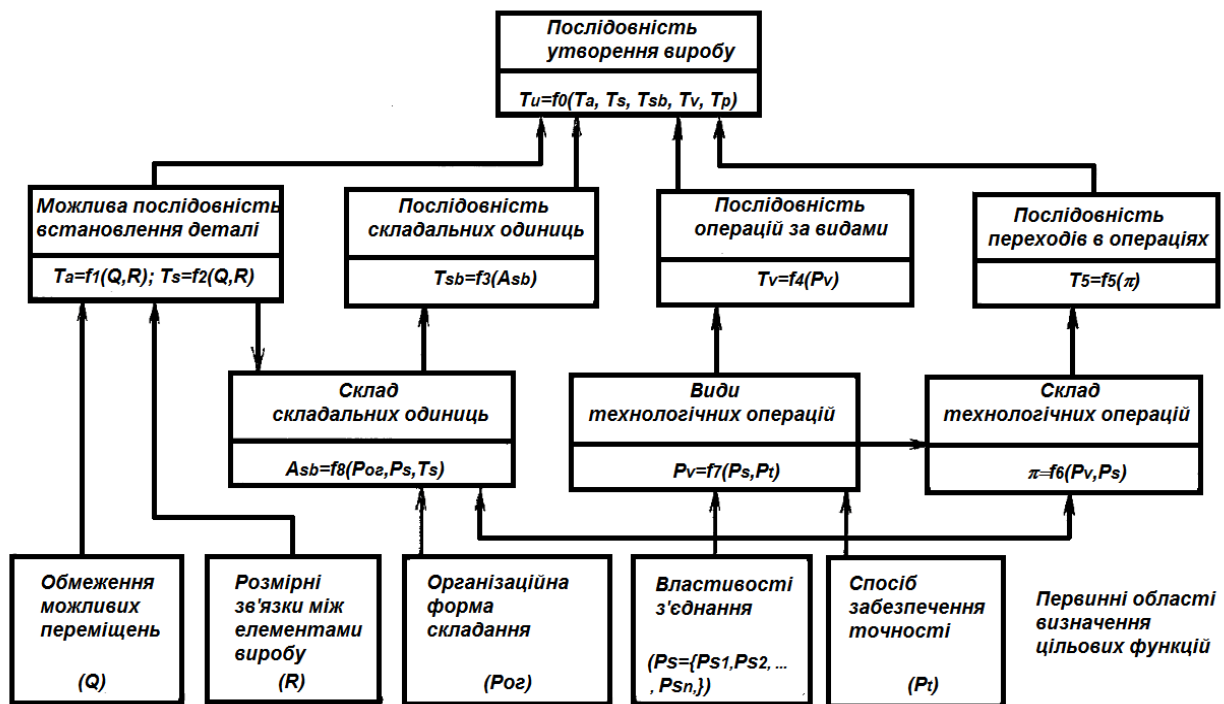 Послідовність
утворення виробу
Tu=f0(Ta, Ts, Tsb, Tv, Tp)
Можлива послідовність
встановлення деталі
Ta=f1(Q,R); Ts=f2(Q,R)
Послідовність
складальних одиниць
Tsb=f3(Asb)
Послідовність
операцій за видами
Tv=f4(Pv)
Послідовність
переходів в операціях
T5=f5(π)
Склад
складальних одиниць
Asb=f8(Pог,Ps,Ts)
Види
технологічних операцій
Pv=f7(Ps,Pt)
Склад
технологічних операцій
π=f6(Pv,Ps)
Обмеження
можливих
переміщень
(Q)
Розмірні
зв'язки між
елементами
виробу
(R)
Організаційна
форма
складання
(Pог)
Властивості
з'єднання
(Ps={Ps1,Ps2, ...
, Psn,})
Спосіб
забезпечення
точності
(Pt)
Первинні області
визначення
цільових функцій